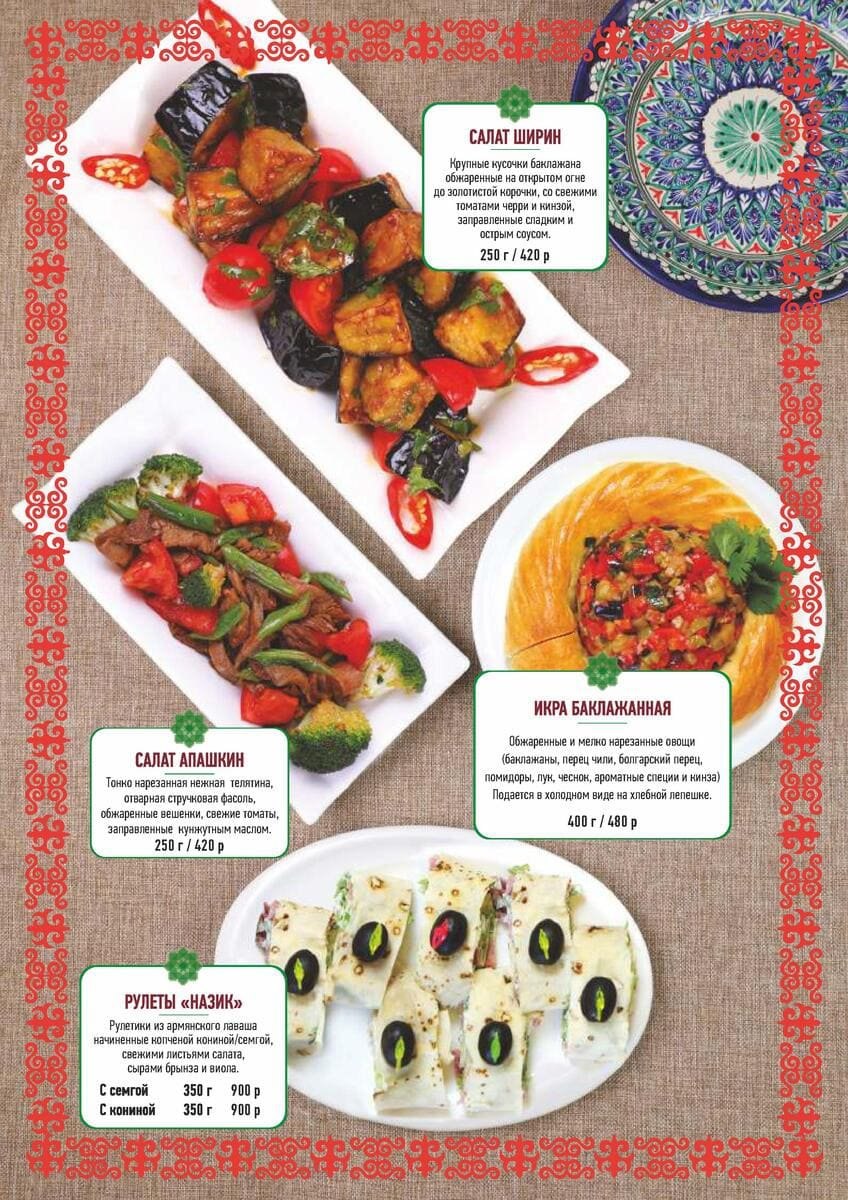 САЛАТ ШИРИН
Крупные кусочки баклажана
обжаренные на открытом огне
до золотистой корочки, со свежими
томатами черри и кинзой,
заправленные сладким и
острым соусом.
250 г / 420 р
ИКРА БАКЛАЖАННАЯ
Обжаренные и мелко нарезанные овощи
(баклажаны, перец чили, болгарский перец,
помидоры, лук, чеснок, ароматные специи и кинза)
Подается в холодном виде на хлебной лепешке.
400 г / 480 р
САЛАТ АПАШКИН
Тонко нарезанная нежная телятина,
отварная стручковая фасоль,
обжаренные вешенки, свежие томаты,
заправленные кунжутным маслом.
250 г / 420 р
РУЛЕТЫ «НАЗИК»
Рулетики из армянского лаваша
начиненные копченой кониной/семгой,
свежими листьями салата,
сырами брынза и виола.
С семгой 350 г 900 р
С кониной 350 г 900 р